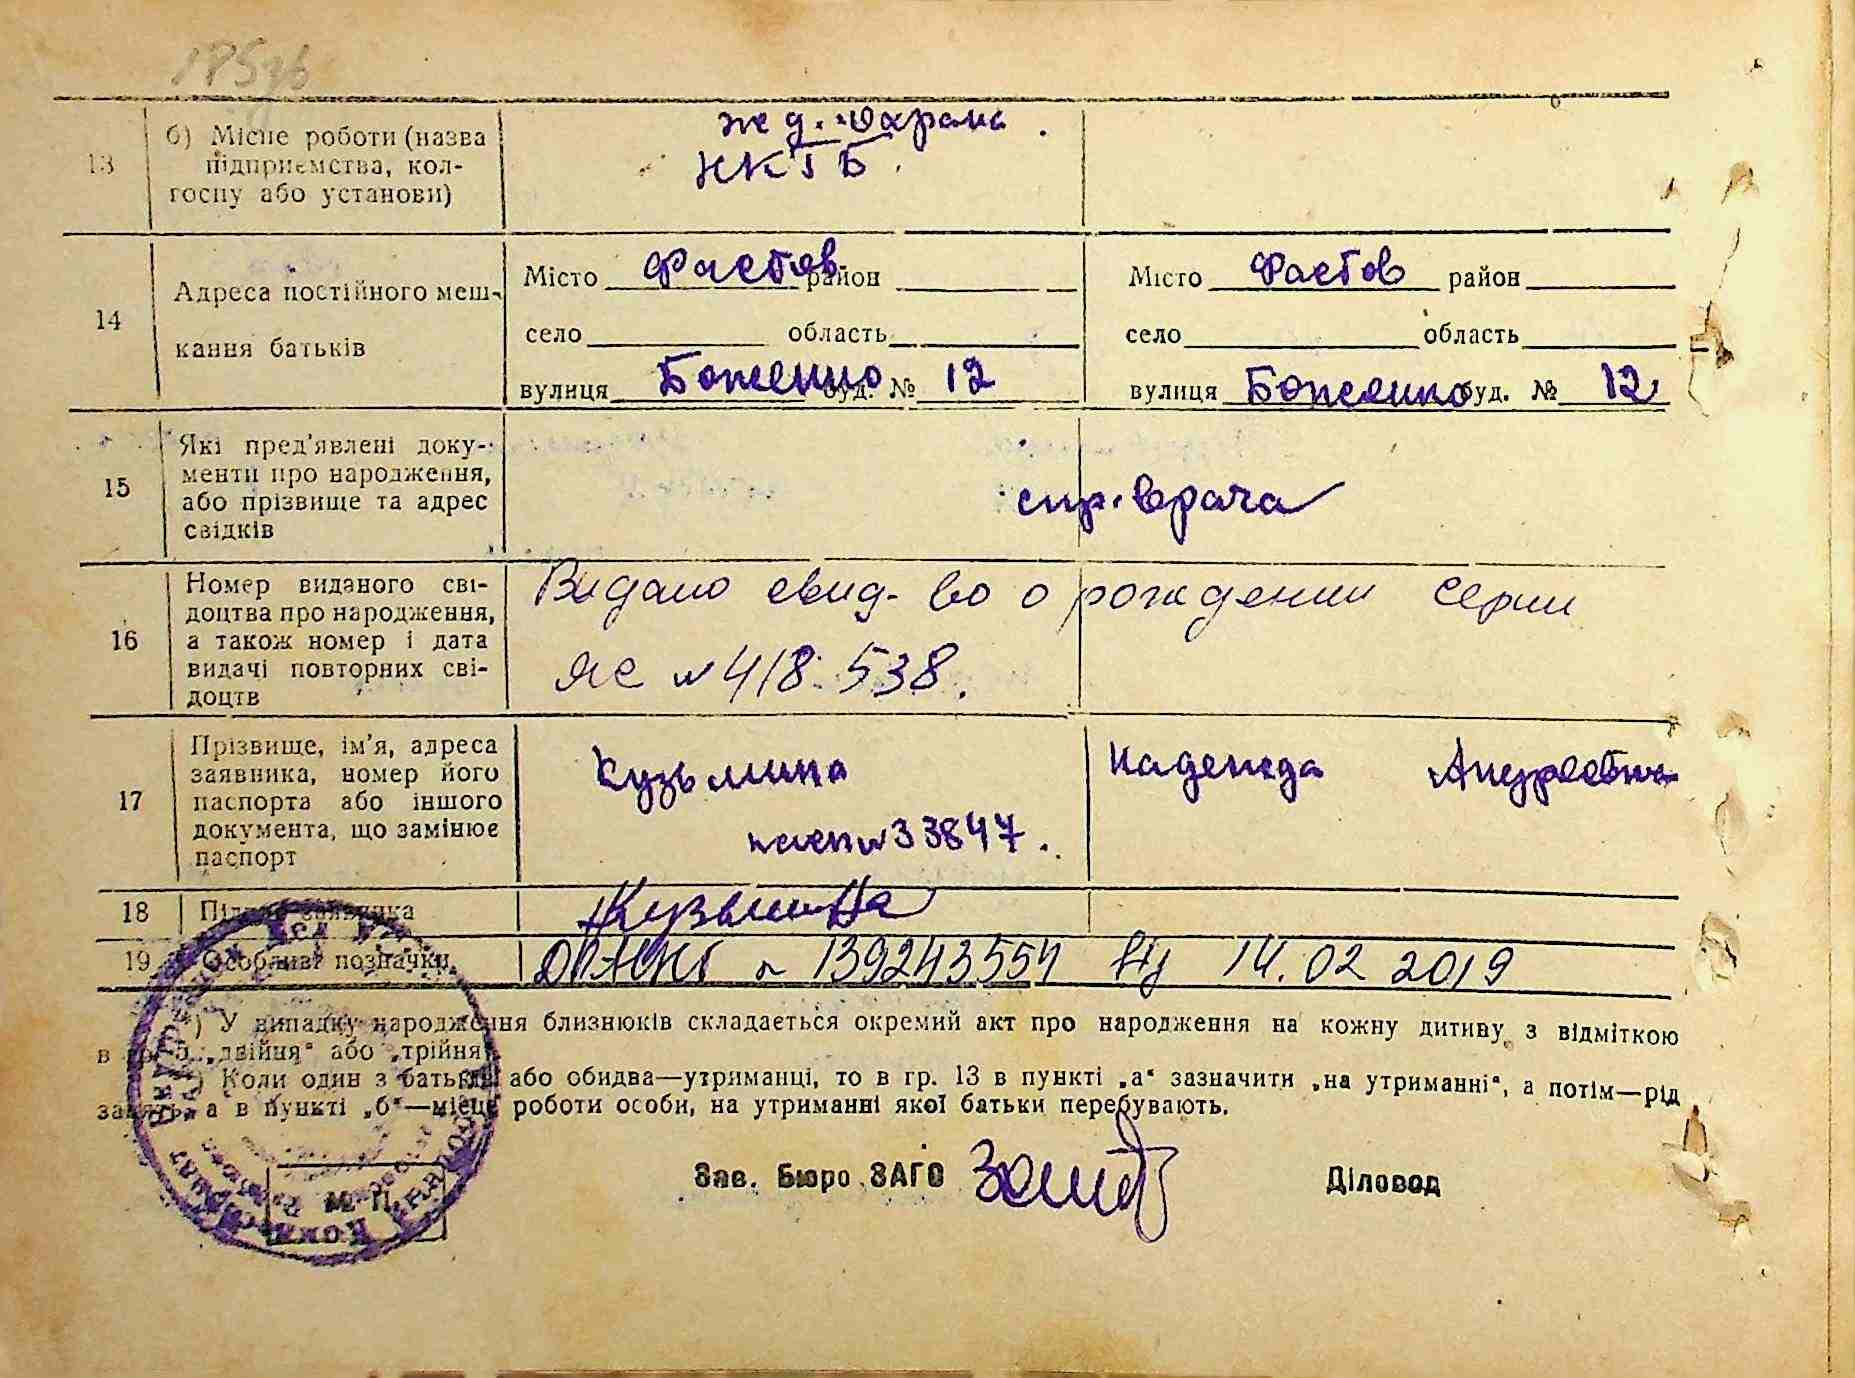 185зв
13
б) Місце роботи (назва
підприємства, кол-
госпу або установи)
ж д. Охрана.
НКГБ.
14
Адреса постійного меш-
кання батьків
Місто Фастов район
село область
вулиця Боженко буд. № 12
Місто Фастов район
село область
вулиця Боженко буд. № 12
15
Які пред'явлені доку-
менти про народження,
або прізвище та адрес
свідків
спр. врача
16
Номер виданого сві-
доцтва про народження,
а також номер і дата
видачі повторних сві-
доцтв
Видано свид-во о рождении серии
ЯС № 418538.
17
Прізвище, ім'я, адреса
заявника, номер його
паспорта або іншого
документа, що замінює
паспорт
Кузьмина Надежда Андреевна
пасп № 33847.
18
Підпис заявника
Кузьмина
19
Особливі позначки
№ 139243554 14.02 2019
*) У випадку народження близнюків складається окремий акт про народження на кожну дитину з відміткою
в гр. 5 „двійня“ або „трійня“.
Коли один з батьків або обидва—утриманці, то в гр. 13 в пункті „а“ зазначити „на утриманні“, а потім—рід
занять, а в пункті „б“—місце роботи особи, на утриманні якої батьки перебувають.
Зав. Бюро ЗАГС
Діловод
М. П.